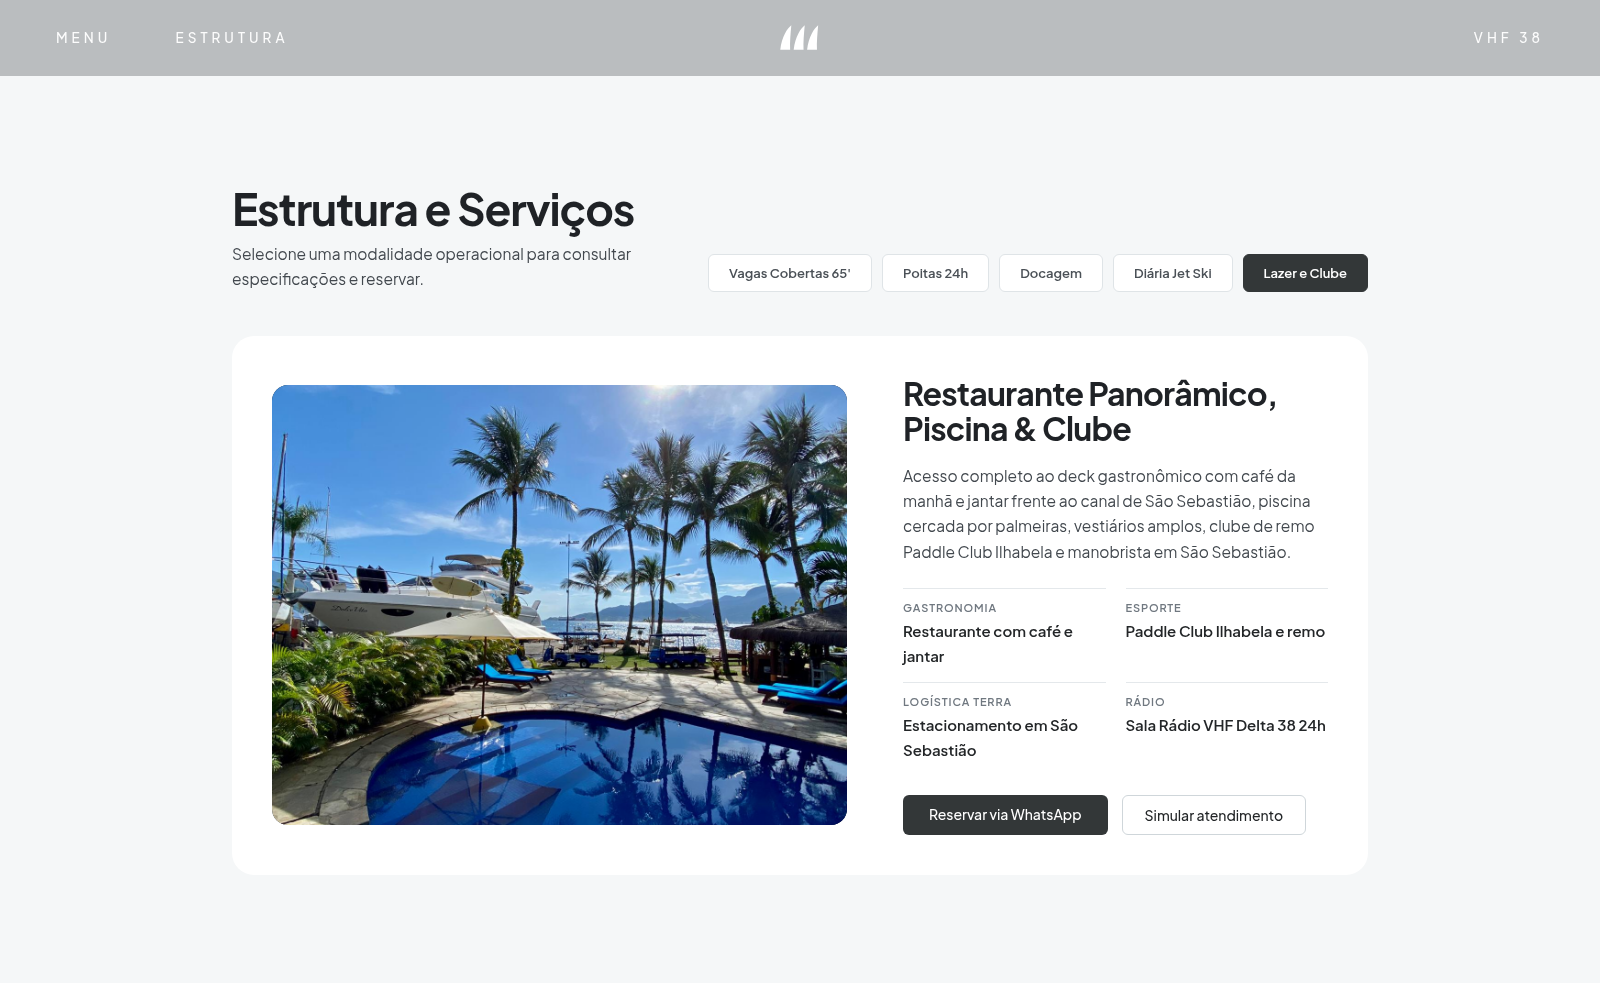 MENU
ESTRUTURA
VHF 38
Estrutura e Serviços
Selecione uma modalidade operacional para consultar
especificações e reservar.
Vagas Cobertas 65'
Poitas 24h
Docagem
Diária Jet Ski
Lazer e Clube
Restaurante Panorâmico,
Piscina & Clube
Acesso completo ao deck gastronômico com café da
manhã e jantar frente ao canal de São Sebastião, piscina
cercada por palmeiras, vestiários amplos, clube de remo
Paddle Club Ilhabela e manobrista em São Sebastião.
GASTRONOMIA
Restaurante com café e
jantar
ESPORTE
Paddle Club Ilhabela e remo
LOGÍSTICA TERRA
Estacionamento em São
Sebastião
RÁDIO
Sala Rádio VHF Delta 38 24h
Reservar via WhatsApp
Simular atendimento